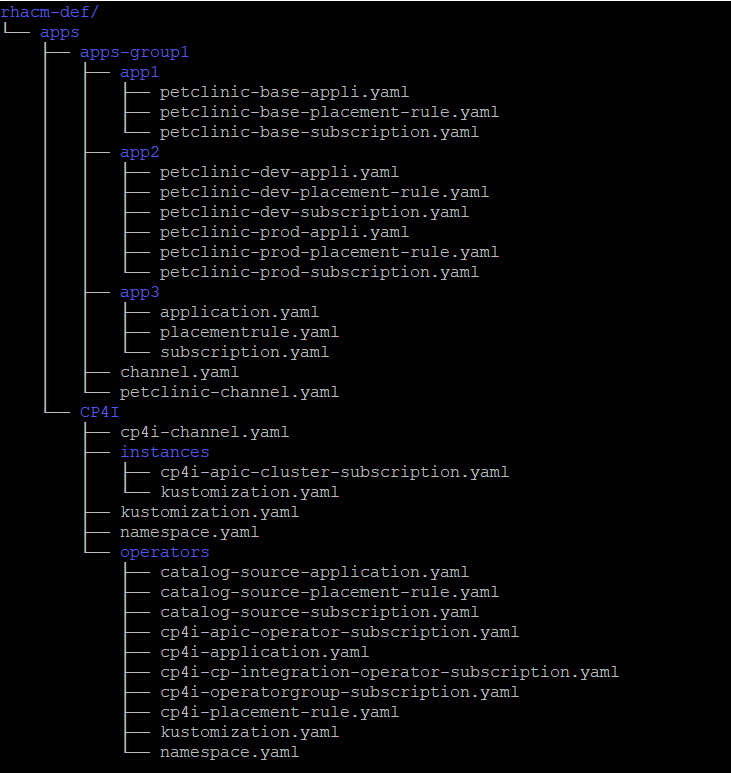 rhacm-def/
└── apps
    ├── apps-group1
    │   ├── app1
    │   │   ├── petclinic-base-appli.yaml
    │   │   ├── petclinic-base-placement-rule.yaml
    │   │   └── petclinic-base-subscription.yaml
    │   ├── app2
    │   │   ├── petclinic-dev-appli.yaml
    │   │   ├── petclinic-dev-placement-rule.yaml
    │   │   ├── petclinic-dev-subscription.yaml
    │   │   ├── petclinic-prod-appli.yaml
    │   │   ├── petclinic-prod-placement-rule.yaml
    │   │   └── petclinic-prod-subscription.yaml
    │   ├── app3
    │   │   ├── application.yaml
    │   │   ├── placementrule.yaml
    │   │   └── subscription.yaml
    │   ├── channel.yaml
    │   └── petclinic-channel.yaml
    └── CP4I
        ├── cp4i-channel.yaml
        ├── instances
        │   ├── cp4i-apic-cluster-subscription.yaml
        │   └── kustomization.yaml
        ├── kustomization.yaml
        ├── namespace.yaml
        └── operators
            ├── catalog-source-application.yaml
            ├── catalog-source-placement-rule.yaml
            ├── catalog-source-subscription.yaml
            ├── cp4i-apic-operator-subscription.yaml
            ├── cp4i-application.yaml
            ├── cp4i-cp-integration-operator-subscription.yaml
            ├── cp4i-operatorgroup-subscription.yaml
            ├── cp4i-placement-rule.yaml
            ├── kustomization.yaml
            └── namespace.yaml